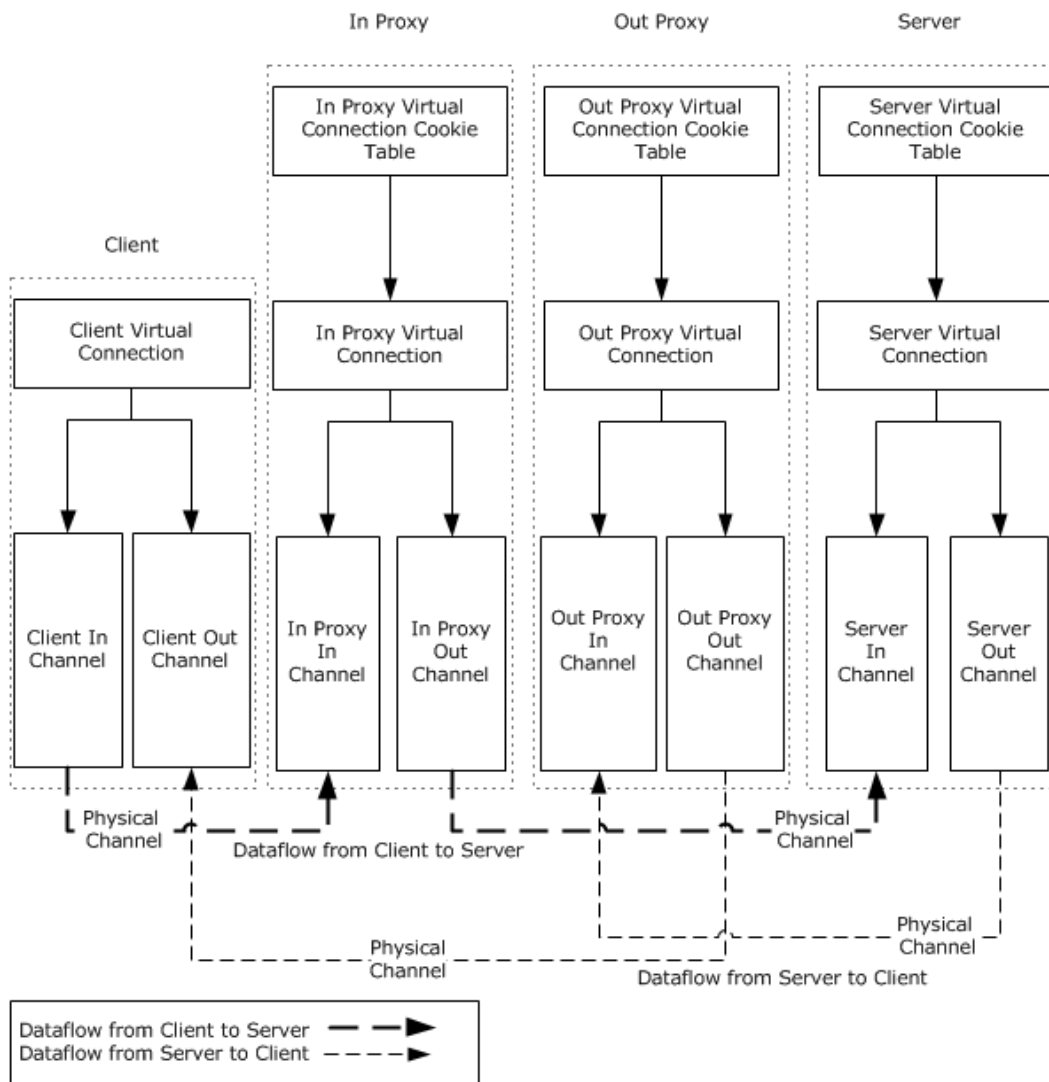 In Proxy
Out Proxy
Server
In Proxy Virtual
Connection Cookie
Table
Out Proxy Virtual
Connection Cookie
Table
Server Virtual
Connection Cookie
Table
Client
Client Virtual
Connection
In Proxy Virtual
Connection
Out Proxy Virtual
Connection
Server Virtual
Connection
Client In
Channel
Client Out
Channel
In Proxy
In
Channel
In Proxy
Out
Channel
Out Proxy
In
Channel
Out Proxy
Out
Channel
Server
In
Channel
Server
Out
Channel
Physical
Channel
Dataflow from Client to Server
Physical
Channel
Physical
Channel
Physical
Channel
Dataflow from Server to Client
Dataflow from Client to Server
Dataflow from Server to Client